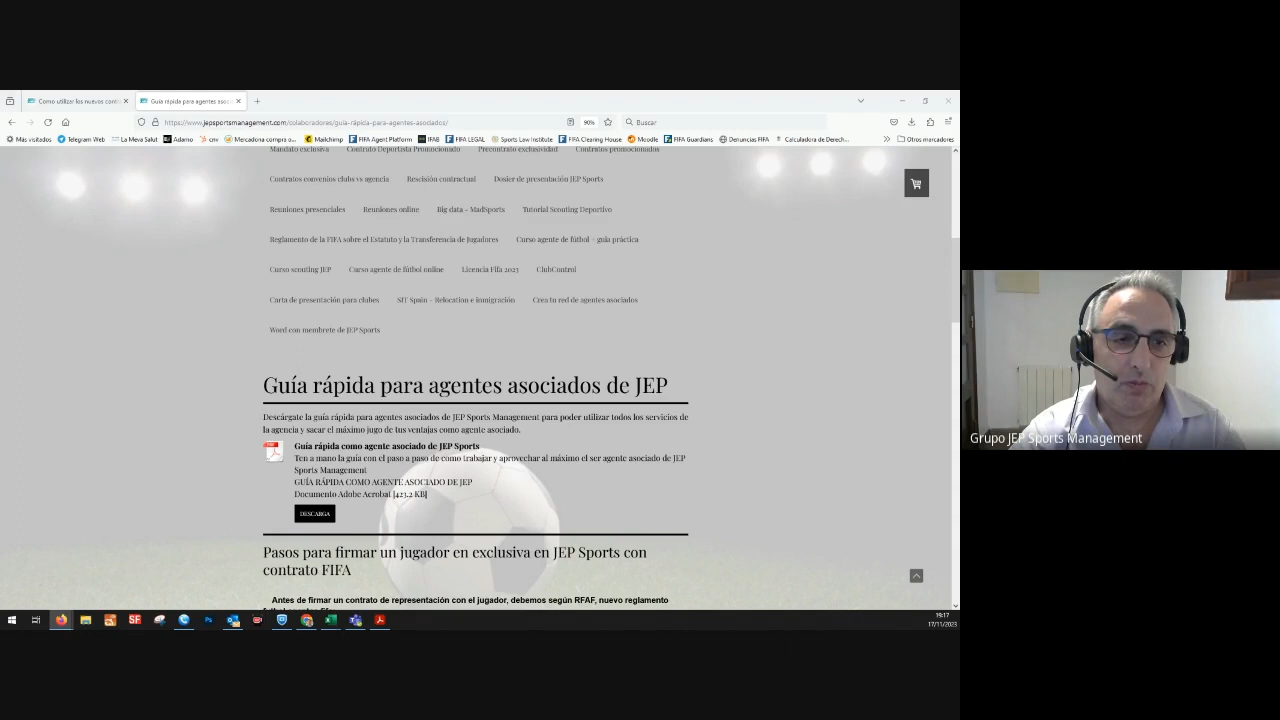 Como utilizar los nuevos cont
Guía rápida para agentes asoc
https://www.jepsportsmanagement.com/colaboradores/guía-rápida-para-agentes-asociados/
90%
Buscar
Más visitados
Telegram Web
La Meva Salut
Adamo
cnv
Mercadona compra o...
Mailchimp
FIFA Agent Platform
IFAB
FIFA LEGAL
Sports Law Institute
FIFA Clearing House
Moodle
FIFA Guardians
Denuncias FIFA
Calculadora de Derech...
Otros marcadores
Mandato exclusiva Contrato Deportista Promocionado Precontrato exclusividad Contratos promocionados
Contratos convenios clubs vs agencia Rescisión contractual Dosier de presentación JEP Sports
Reuniones presenciales Reuniones online Big data - MadSports Tutorial Scouting Deportivo
Reglamento de la FIFA sobre el Estatuto y la Transferencia de Jugadores Curso agente de fútbol + guía práctica
Curso scouting JEP Curso agente de fútbol online Licencia Fifa 2023 ClubControl
Carta de presentación para clubes SIT Spain - Relocation e inmigración Crea tu red de agentes asociados
Word con membrete de JEP Sports
Guía rápida para agentes asociados de JEP
Descárgate la guía rápida para agentes asociados de JEP Sports Management para poder utilizar todos los servicios de
la agencia y sacar el máximo jugo de tus ventajas como agente asociado.
Guía rápida como agente asociado de JEP Sports
Ten a mano la guía con el paso a paso de como trabajar y aprovechar al máximo el ser agente asociado de JEP
Sports Management
GUÍA RÁPIDA COMO AGENTE ASOCIADO DE JEP
Documento Adobe Acrobat [423.2 KB]
DESCARGA
Pasos para firmar un jugador en exclusiva en JEP Sports con
contrato FIFA
Antes de firmar un contrato de representación con el jugador, debemos según RFAF, nuevo reglamento
Grupo JEP Sports Management
SF
19:17
17/11/2023